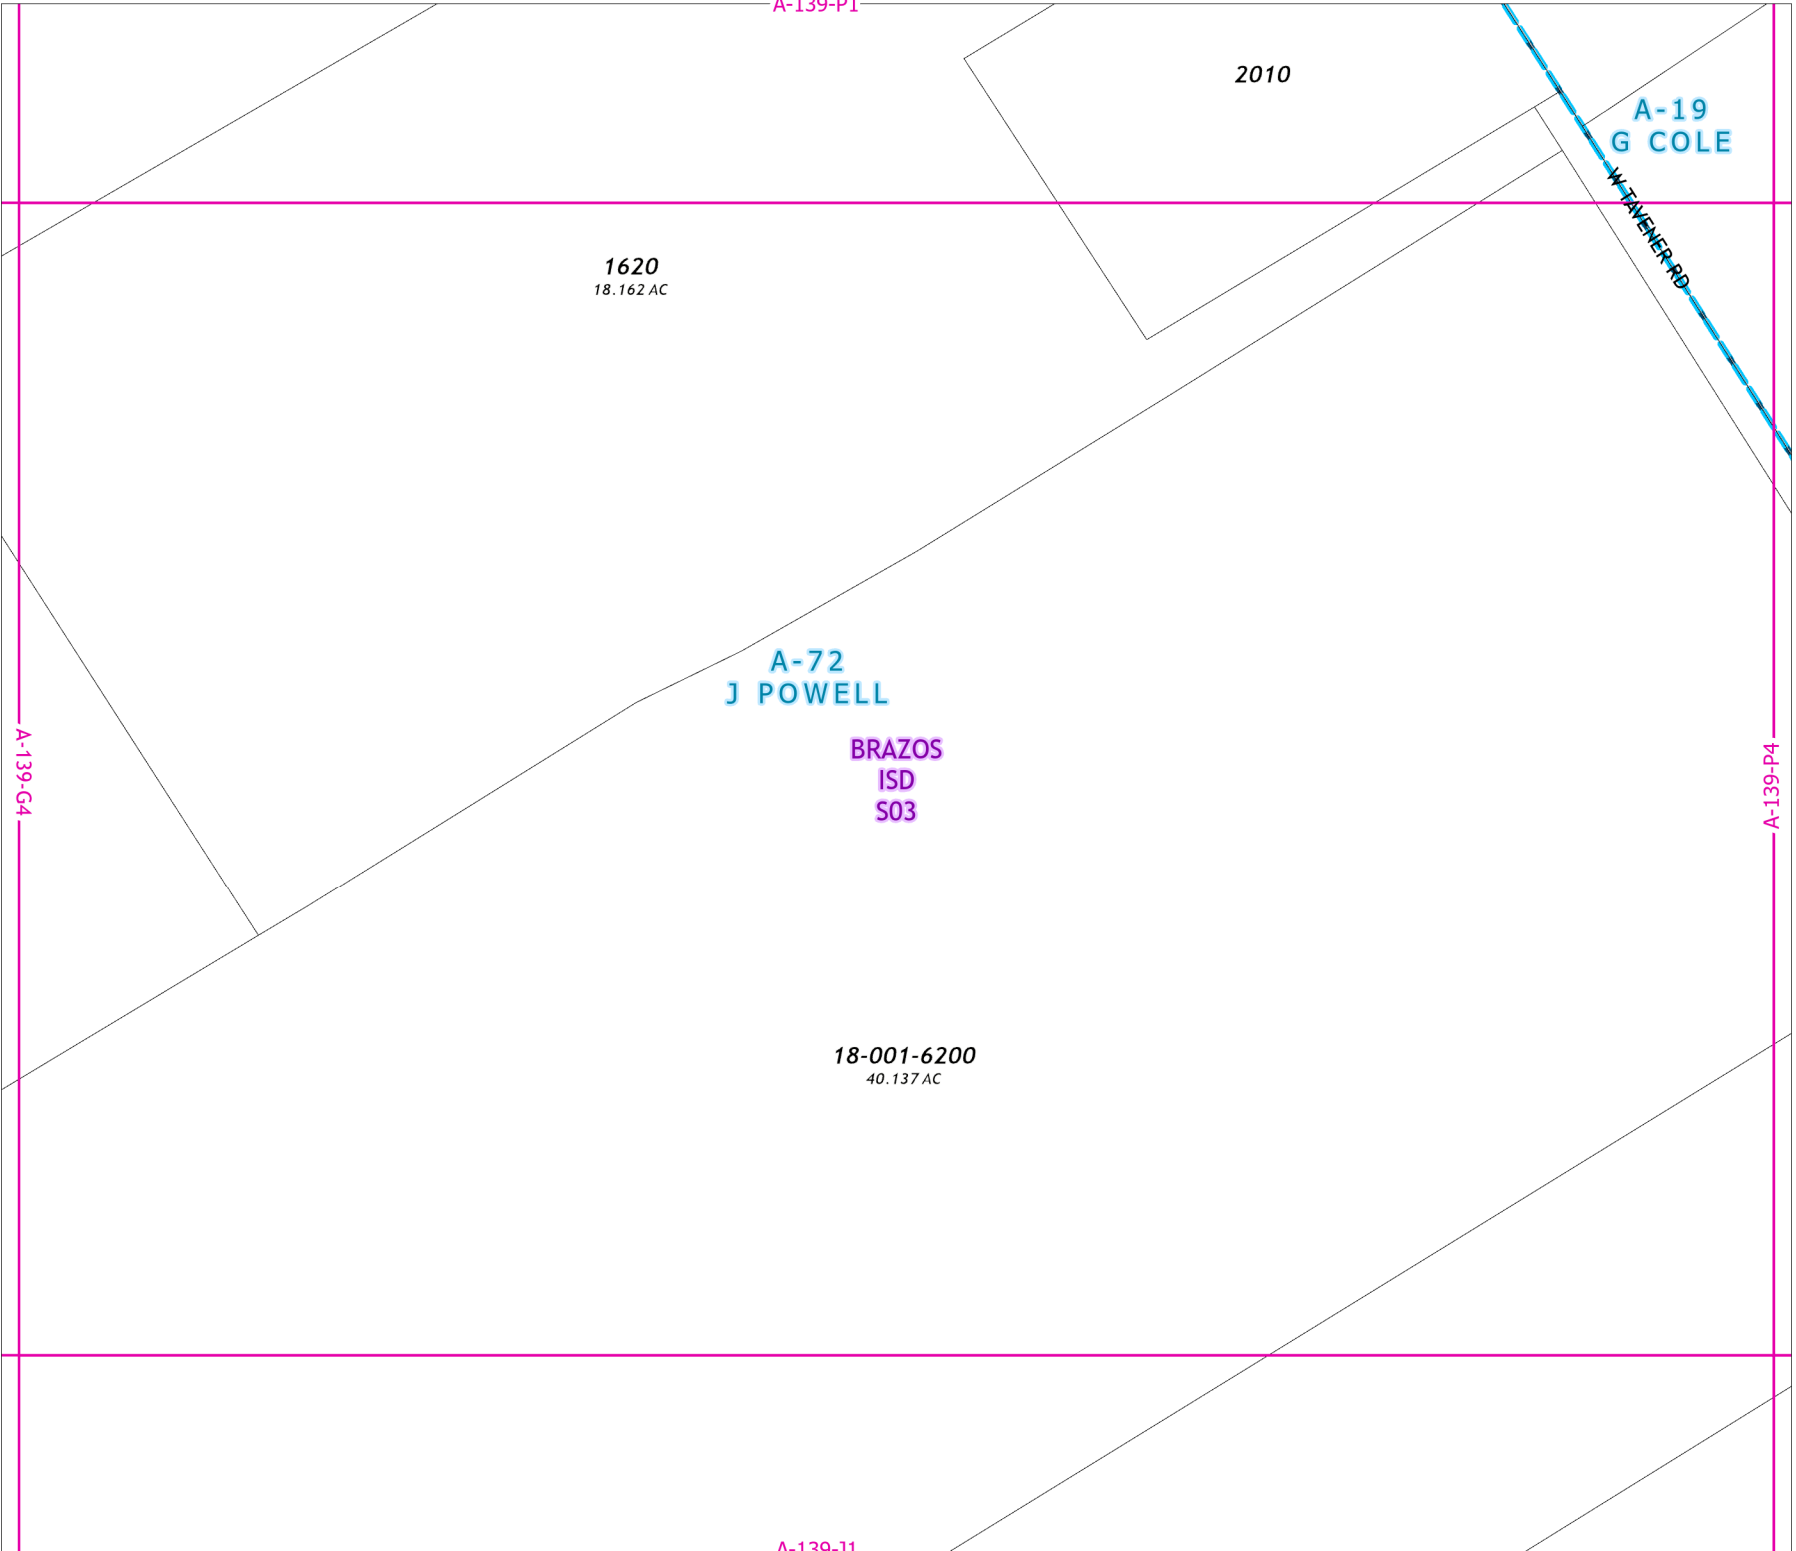 A-139-P1
2010
A-19
G COLE
W TAVENER RD
1620
18.162 AC
A-72
J POWELL
BRAZOS
ISD
S03
A-139-G4
A-139-P4
18-001-6200
40.137 AC
A-139-J1